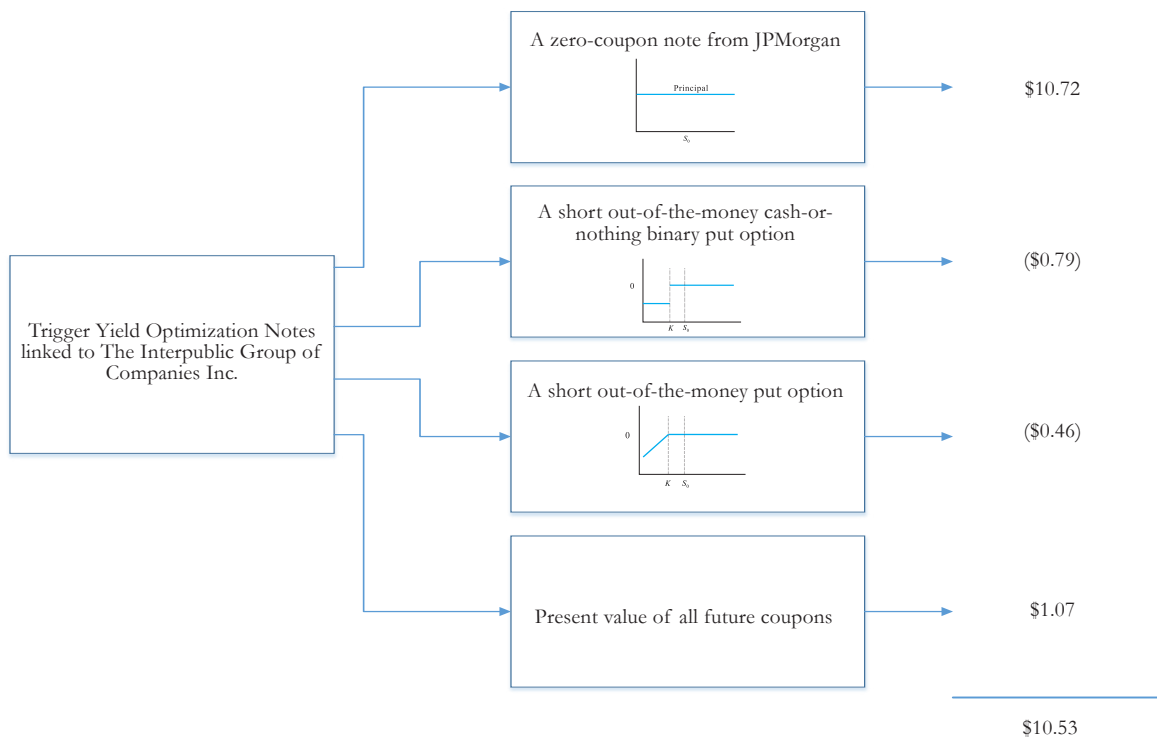 A zero-coupon note from JPMorgan
Principal
S0
$10.72
A short out-of-the-money cash-or-
nothing binary put option
0
K S0
($0.79)
Trigger Yield Optimization Notes
linked to The Interpublic Group of
Companies Inc.
A short out-of-the-money put option
0
K S0
($0.46)
Present value of all future coupons
$1.07
$10.53